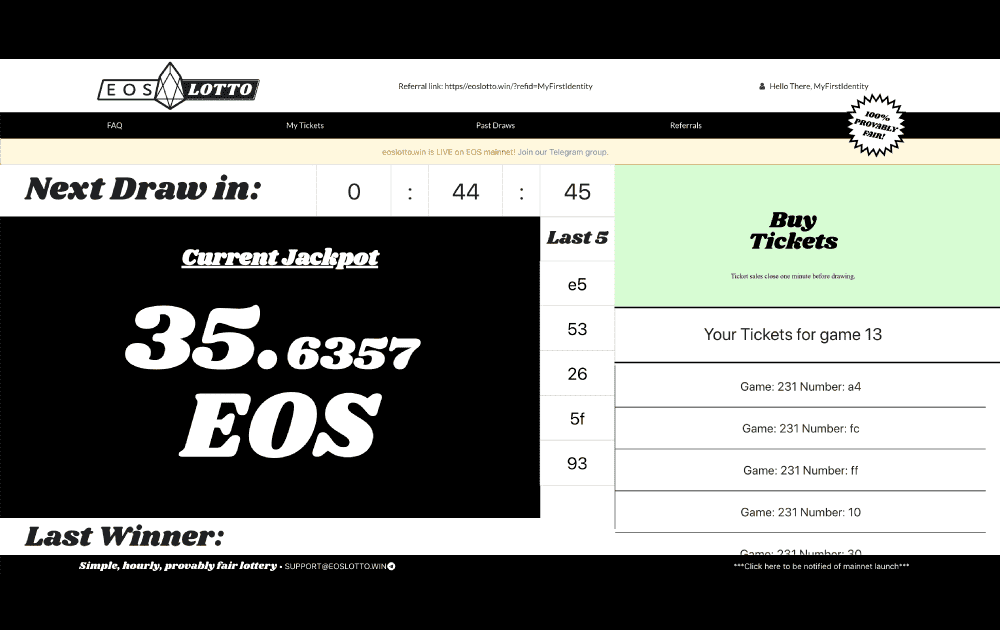 EOS LOTTO
Referral link: https//eoslotto.win/?refid=MyFirstIdentity
Hello There, MyFirstIdentity
FAQ
My Tickets
Past Draws
Referrals
100%
PROVABLY
FAIR!
eoslotto.win is LIVE on EOS mainnet! Join our Telegram group.
Next Draw in:
0 : 44 : 45
Current Jackpot
35.6357
EOS
Last 5
e5
53
26
5f
93
Buy
Tickets
Ticket sales close one minute before drawing.
Your Tickets for game 13
Game: 231 Number: a4
Game: 231 Number: fc
Game: 231 Number: ff
Game: 231 Number: 10
Game: 231 Number: 30
Last Winner:
Simple, hourly, provably fair lottery • SUPPORT@EOSLOTTO.WIN
***Click here to be notified of mainnet launch***